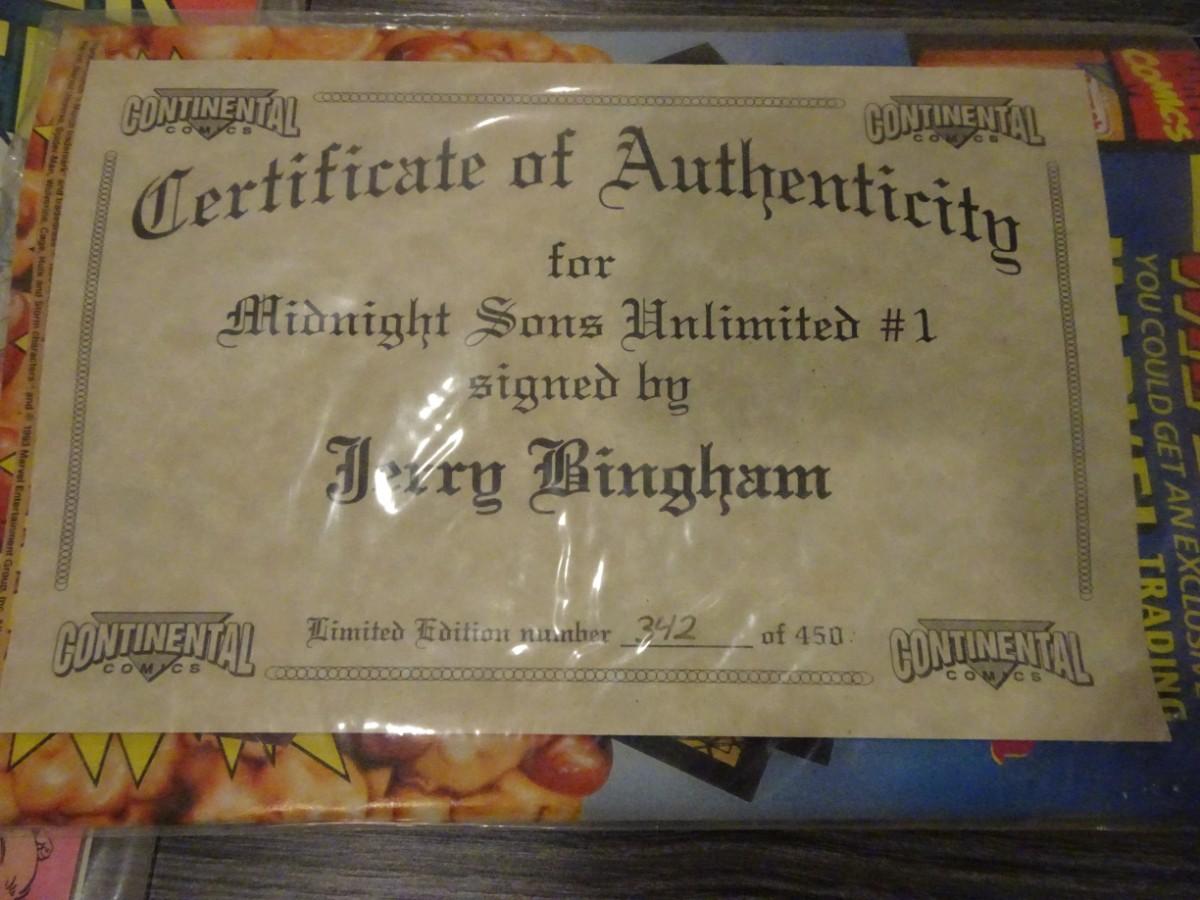 CONTINENTAL
COMICS
CONTINENTAL
COMICS
Certificate of Authenticity
for
Midnight Sons Unlimited #1
signed by
Jerry Bingham
Limited Edition number 342 of 450
CONTINENTAL
COMICS
CONTINENTAL
COMICS
COMICS
YOU COULD GET AN EXCLUSIVE
TRADING